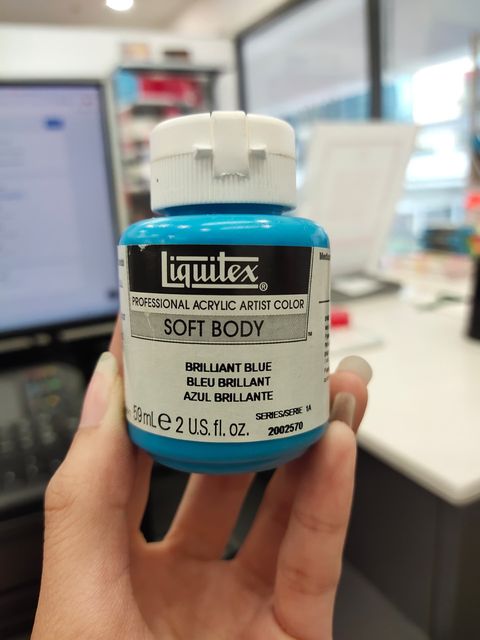 Liquitex®
PROFESSIONAL ACRYLIC ARTIST COLOR
SOFT BODY™
BRILLIANT BLUE
BLEU BRILLANT
AZUL BRILLANTE
SERIES/SERIE 1A
59 mL ℮ 2 U.S. fl. oz.
2002570